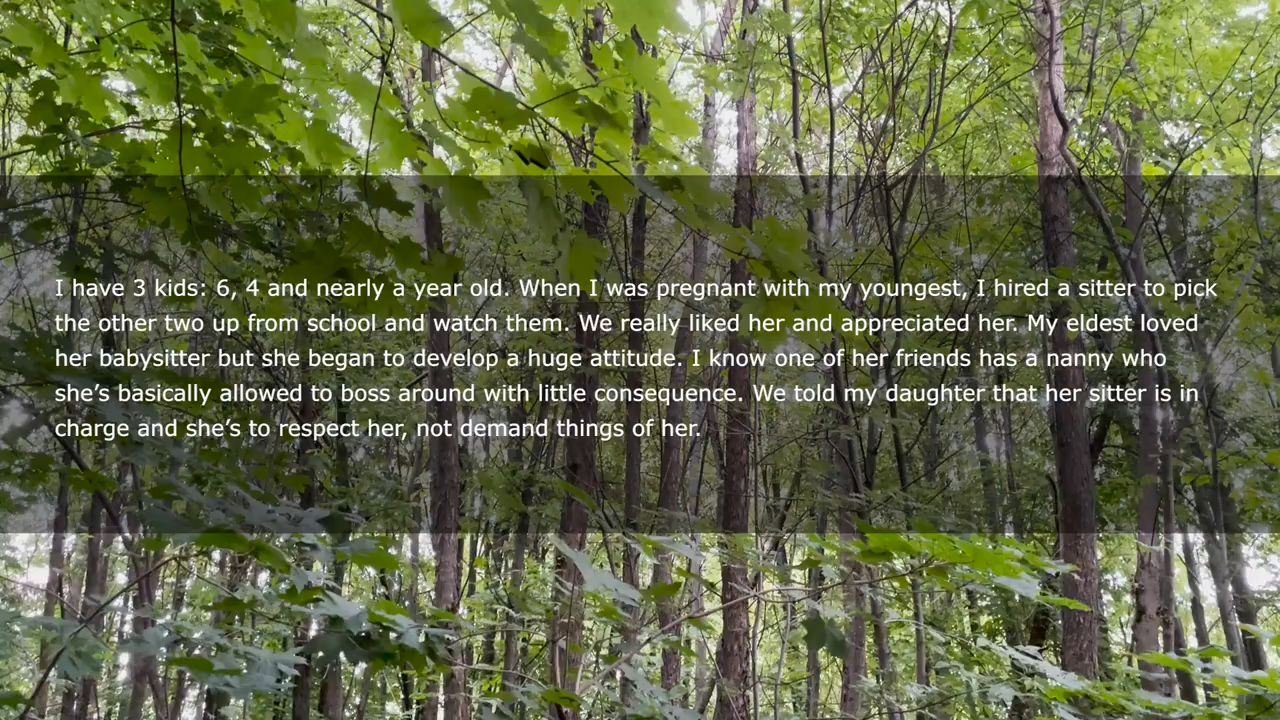 I have 3 kids: 6, 4 and nearly a year old. When I was pregnant with my youngest, I hired a sitter to pick
the other two up from school and watch them. We really liked her and appreciated her. My eldest loved
her babysitter but she began to develop a huge attitude. I know one of her friends has a nanny who
she’s basically allowed to boss around with little consequence. We told my daughter that her sitter is in
charge and she’s to respect her, not demand things of her.